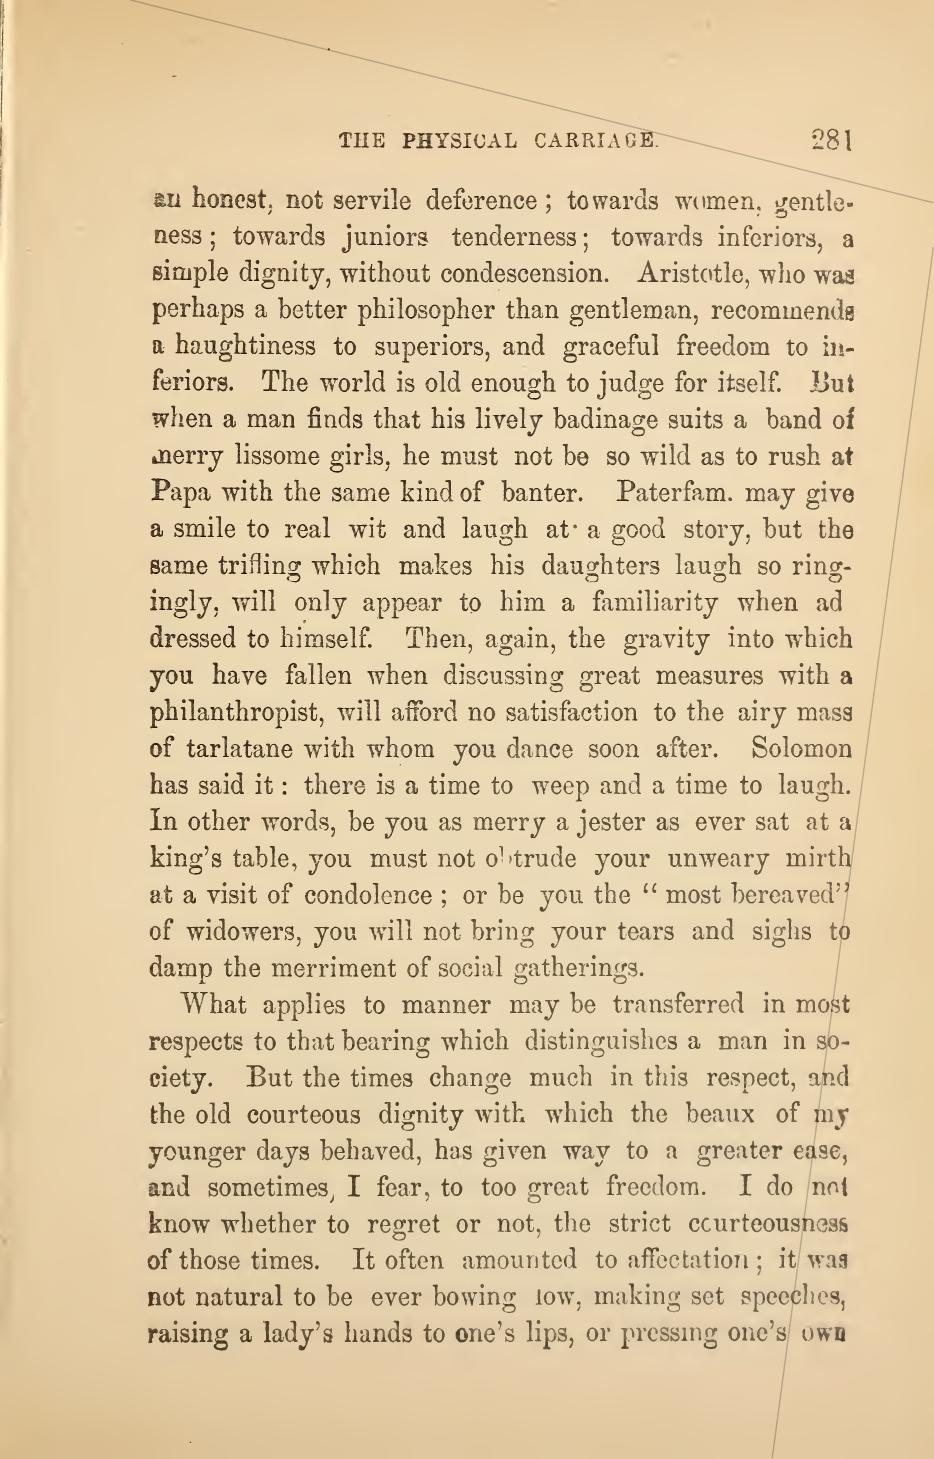 THE PHYSICAL CARRIAGE. 281
an honest, not servile deference; towards women, gentle-
ness; towards juniors tenderness; towards inferiors, a
simple dignity, without condescension. Aristotle, who was
perhaps a better philosopher than gentleman, recommends
a haughtiness to superiors, and graceful freedom to in-
feriors. The world is old enough to judge for itself. But
when a man finds that his lively badinage suits a band of
merry lissome girls, he must not be so wild as to rush at
Papa with the same kind of banter. Paterfam. may give
a smile to real wit and laugh at a good story, but the
same trifling which makes his daughters laugh so ring-
ingly, will only appear to him a familiarity when ad
dressed to himself. Then, again, the gravity into which
you have fallen when discussing great measures with a
philanthropist, will afford no satisfaction to the airy mass
of tarlatane with whom you dance soon after. Solomon
has said it: there is a time to weep and a time to laugh.
In other words, be you as merry a jester as ever sat at a
king's table, you must not obtrude your unweary mirth
at a visit of condolence; or be you the "most bereaved"
of widowers, you will not bring your tears and sighs to
damp the merriment of social gatherings.
What applies to manner may be transferred in most
respects to that bearing which distinguishes a man in so-
ciety. But the times change much in this respect, and
the old courteous dignity with which the beaux of my
younger days behaved, has given way to a greater ease,
and sometimes, I fear, to too great freedom. I do not
know whether to regret or not, the strict courteousness
of those times. It often amounted to affectation; it was
not natural to be ever bowing low, making set speeches,
raising a lady's hands to one's lips, or pressing one's own